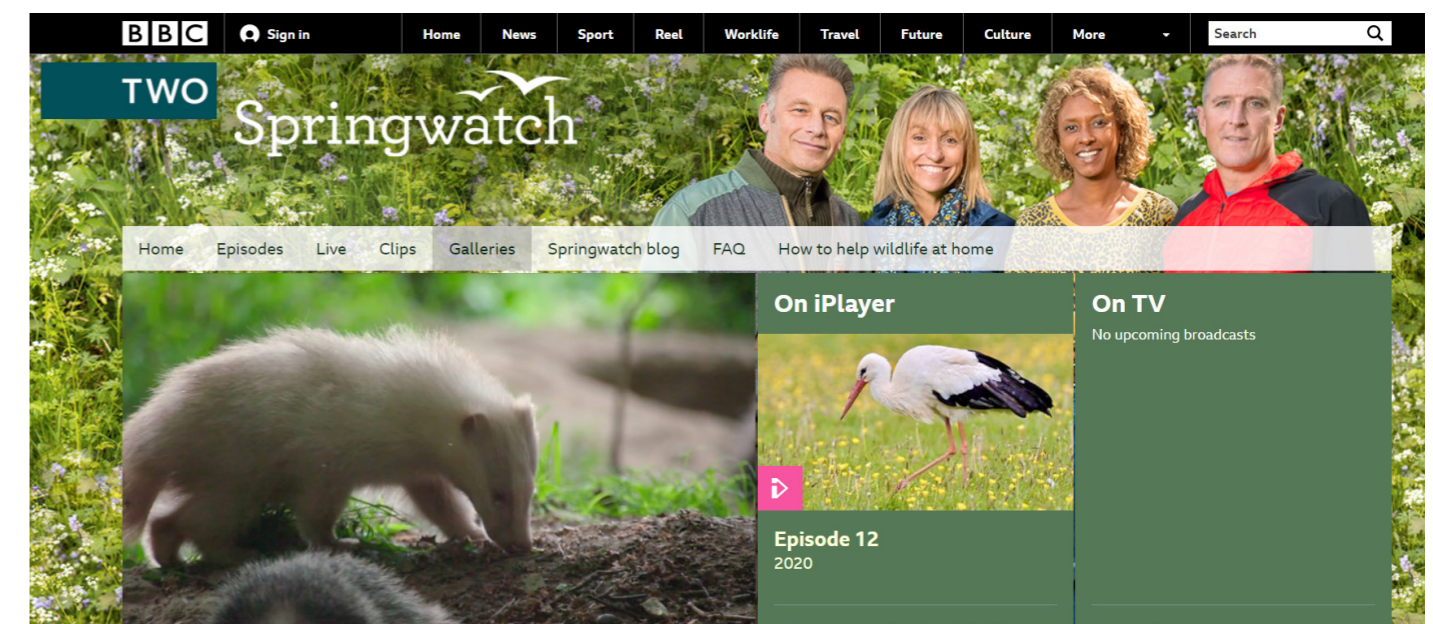 BBC Sign in Home News Sport Reel Worklife Travel Future Culture More Search
TWO
Springwatch
Home Episodes Live Clips Galleries Springwatch blog FAQ How to help wildlife at home
On iPlayer
On TV
No upcoming broadcasts
Episode 12
2020